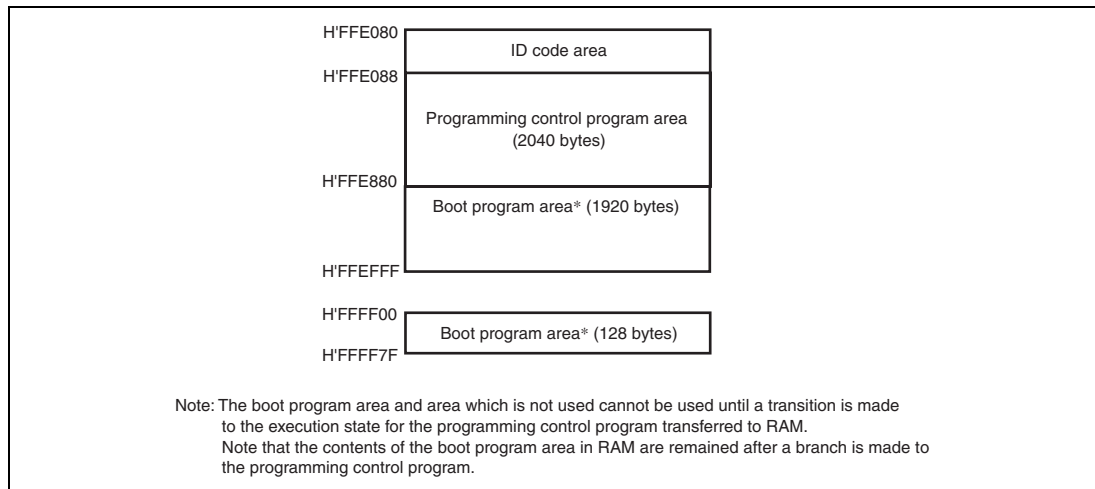 H'FFE080
ID code area
H'FFE088
Programming control program area
(2040 bytes)
H'FFE880
Boot program area* (1920 bytes)
H'FFEFFF
H'FFFF00
Boot program area* (128 bytes)
H'FFFF7F
Note: The boot program area and area which is not used cannot be used until a transition is made
to the execution state for the programming control program transferred to RAM.
Note that the contents of the boot program area in RAM are remained after a branch is made to
the programming control program.